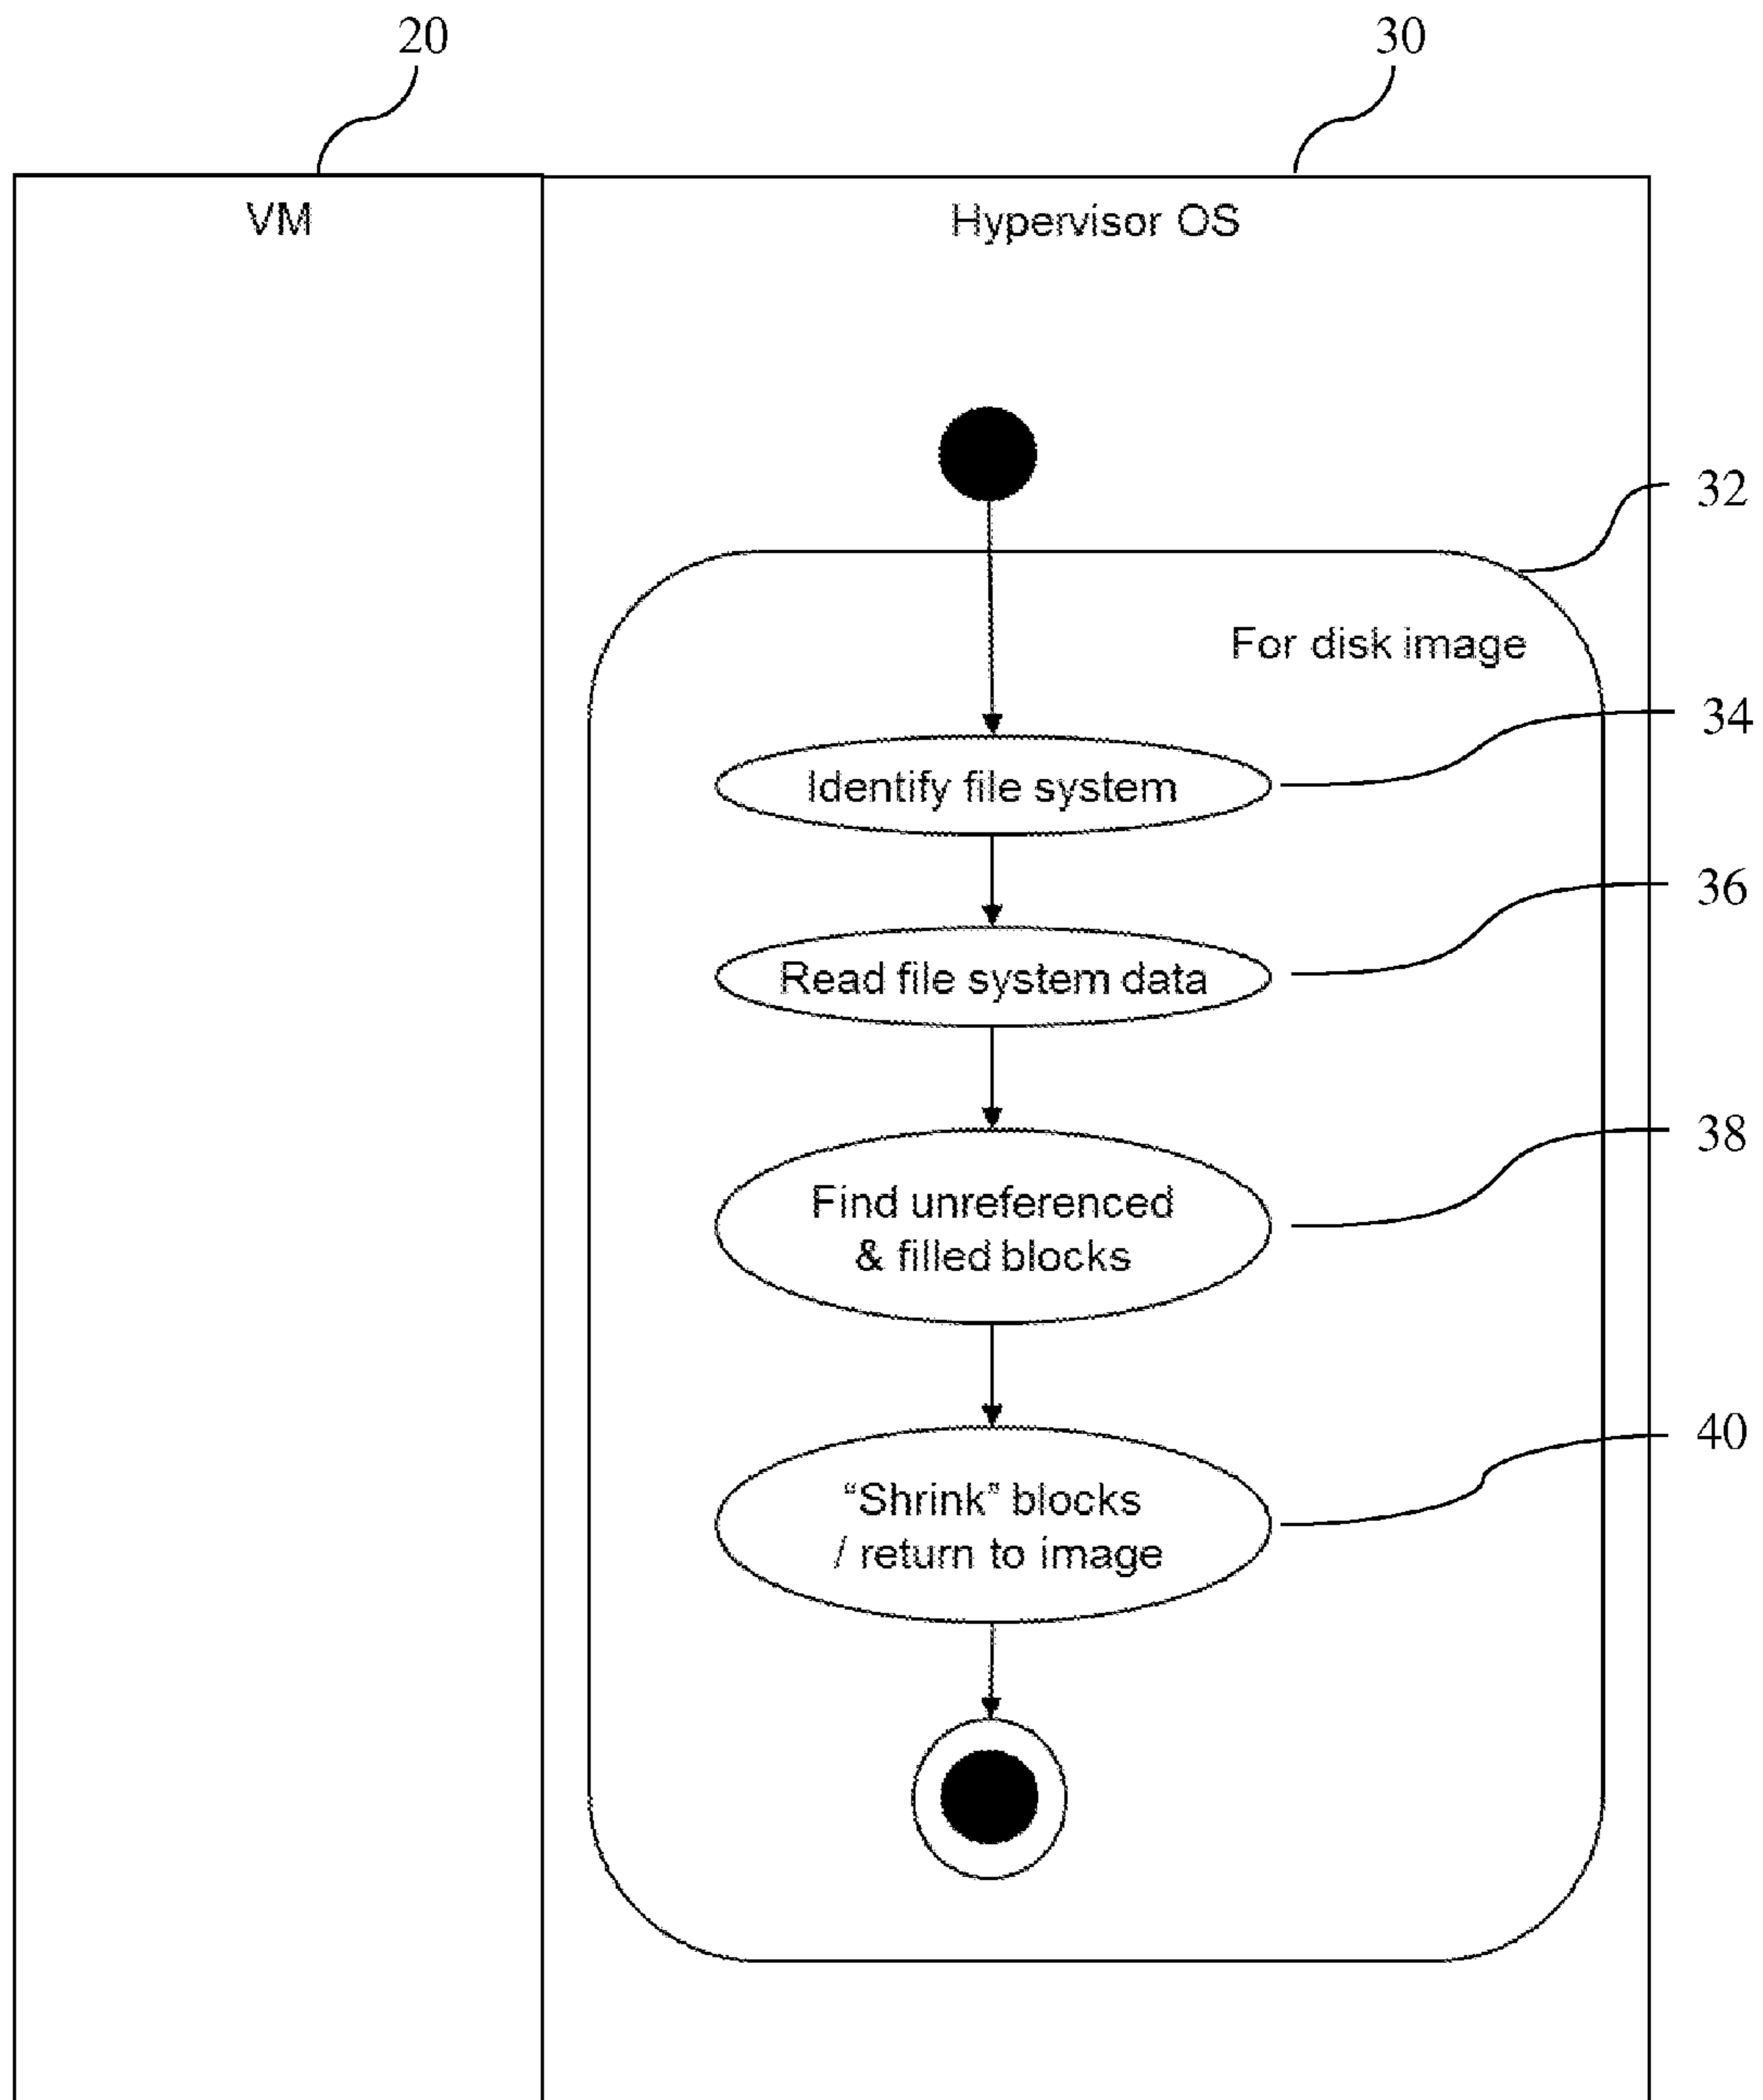 20
30
VM
Hypervisor OS
32
For disk image
34
Identify file system
36
Read file system data
38
Find unreferenced
& filled blocks
40
“Shrink” blocks
/ return to image